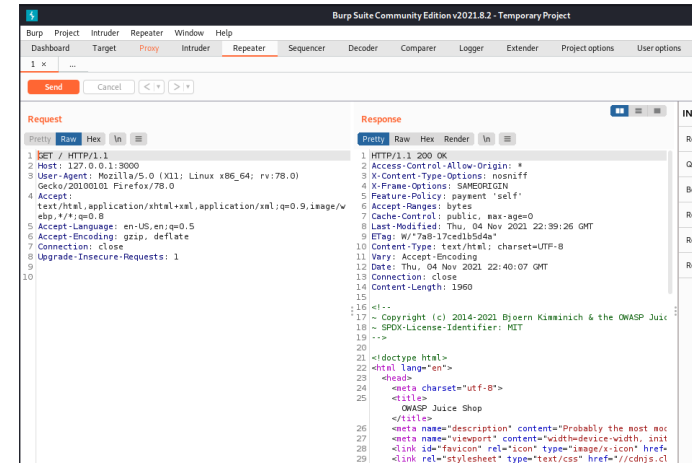 Burp Suite Community Edition v2021.8.2 - Temporary Project
Burp Project Intruder Repeater Window Help
Dashboard Target Proxy Intruder Repeater Sequencer Decoder Comparer Logger Extender Project options User options
1 × ...
Send Cancel < | ▾ > | ▾
Request
Pretty Raw Hex \n ≡
1 GET / HTTP/1.1
2 Host: 127.0.0.1:3000
3 User-Agent: Mozilla/5.0 (X11; Linux x86_64; rv:78.0)
Gecko/20100101 Firefox/78.0
4 Accept:
text/html,application/xhtml+xml,application/xml;q=0.9,image/w
ebp,*/*;q=0.8
5 Accept-Language: en-US,en;q=0.5
6 Accept-Encoding: gzip, deflate
7 Connection: close
8 Upgrade-Insecure-Requests: 1
9
10
Response
Pretty Raw Hex Render \n ≡
1 HTTP/1.1 200 OK
2 Access-Control-Allow-Origin: *
3 X-Content-Type-Options: nosniff
4 X-Frame-Options: SAMEORIGIN
5 Feature-Policy: payment 'self'
6 Accept-Ranges: bytes
7 Cache-Control: public, max-age=0
8 Last-Modified: Thu, 04 Nov 2021 22:39:26 GMT
9 ETag: W/"7a8-17ced1b5d4a"
10 Content-Type: text/html; charset=UTF-8
11 Vary: Accept-Encoding
12 Date: Thu, 04 Nov 2021 22:40:07 GMT
13 Connection: close
14 Content-Length: 1960
15
16 <!--
17 ~ Copyright (c) 2014-2021 Bjoern Kimminich & the OWASP Juic
18 ~ SPDX-License-Identifier: MIT
19 -->
20
21 <!doctype html>
22 <html lang="en">
23 <head>
24 <meta charset="utf-8">
25 <title>
OWASP Juice Shop
</title>
26 <meta name="description" content="Probably the most mod
27 <meta name="viewport" content="width=device-width, init
28 <link id="favicon" rel="icon" type="image/x-icon" href=
29 <link rel="stylesheet" type="text/css" href="//cdnjs.cl
IN